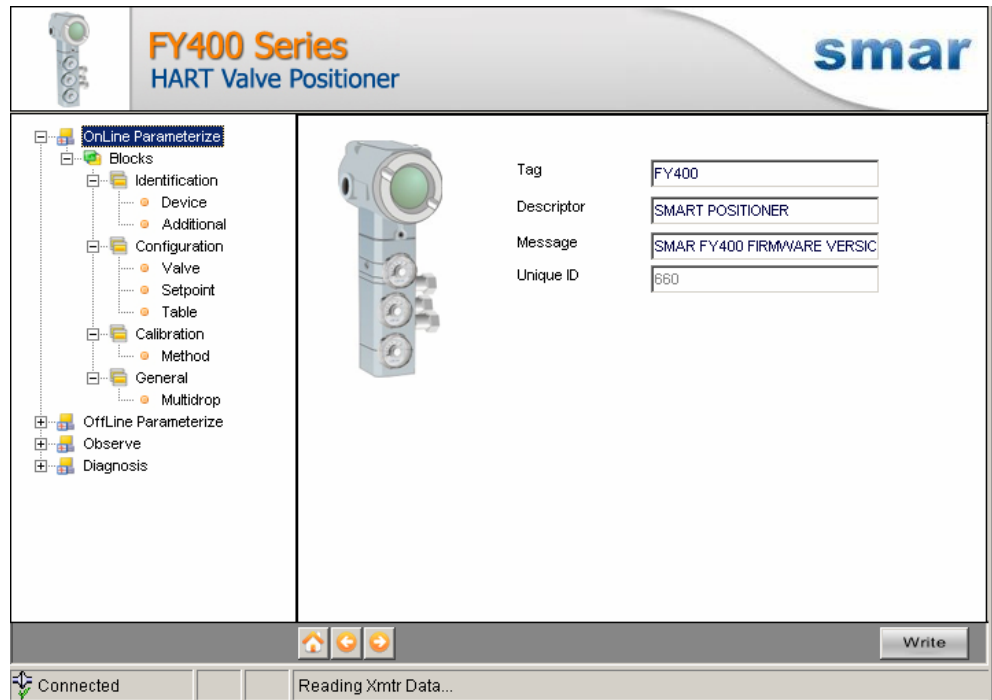 FY400 Series
HART Valve Positioner
smar
OnLine Parameterize
Blocks
Identification
Device
Additional
Configuration
Valve
Setpoint
Table
Calibration
Method
General
Multidrop
OffLine Parameterize
Observe
Diagnosis
Tag FY400
Descriptor SMART POSITIONER
Message SMAR FY400 FIRMWARE VERSIC
Unique ID 660
Write
Connected Reading Xmtr Data...